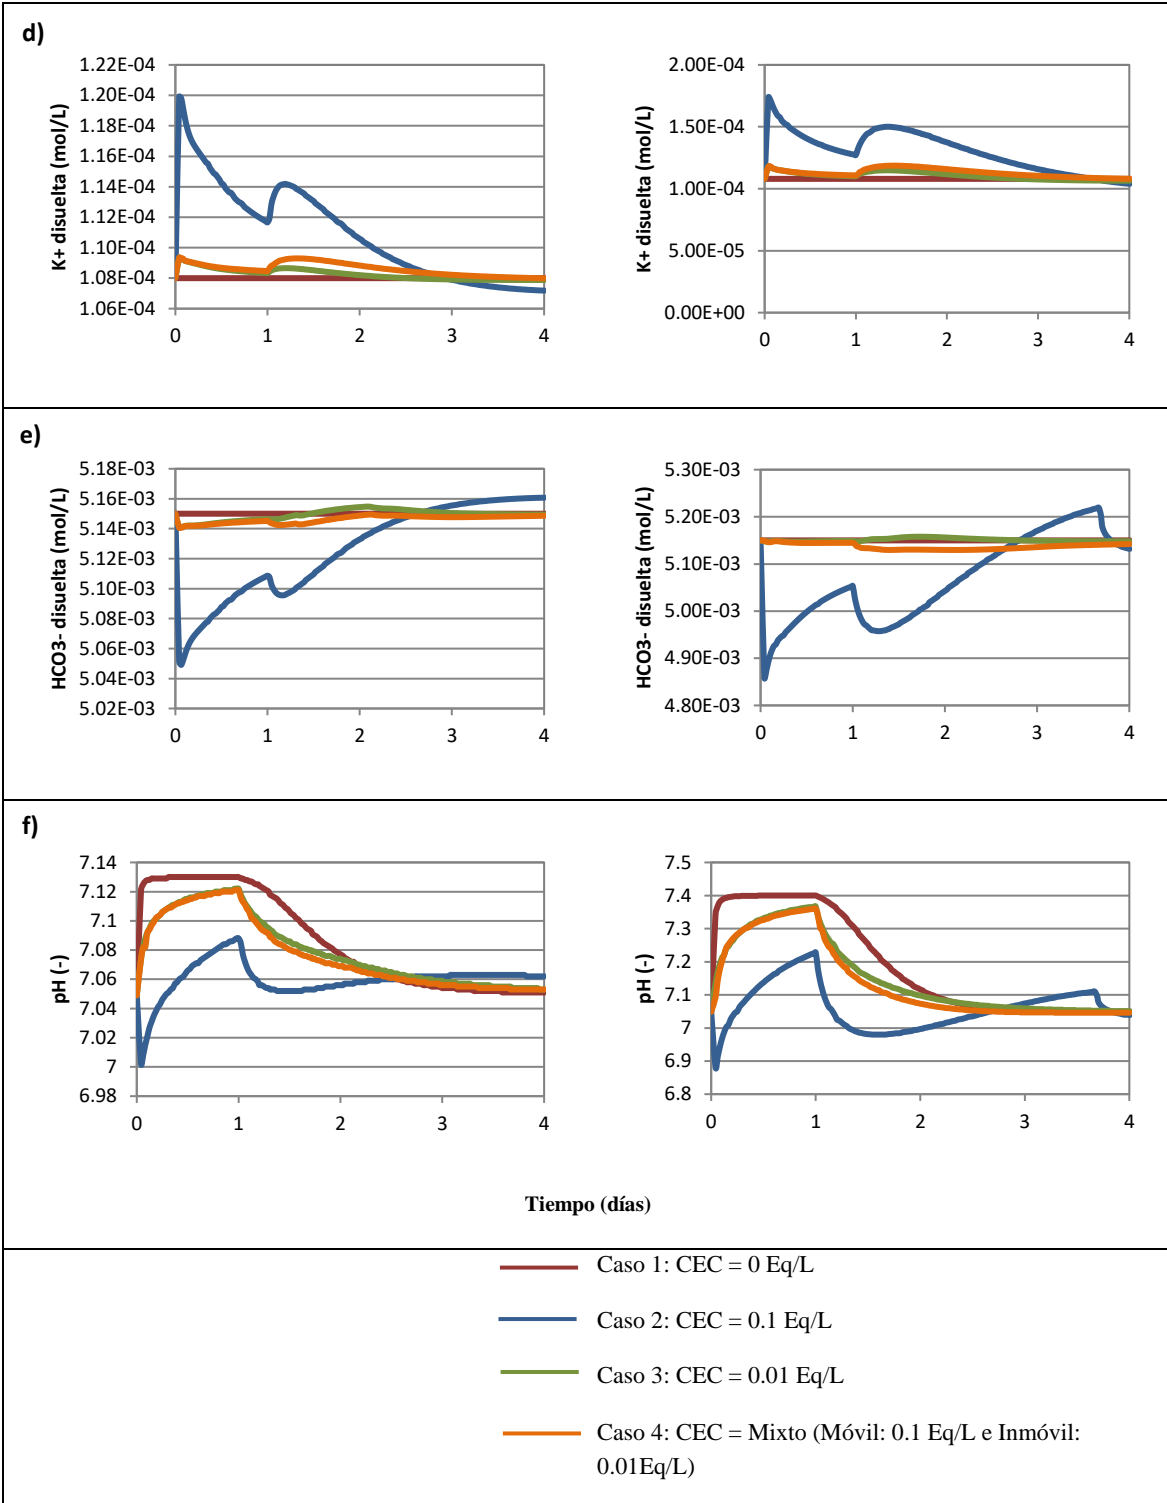 d)
K+ disuelta (mol/L)
1.22E-04
1.20E-04
1.18E-04
1.16E-04
1.14E-04
1.12E-04
1.10E-04
1.08E-04
1.06E-04
0 1 2 3 4
K+ disuelta (mol/L)
2.00E-04
1.50E-04
1.00E-04
5.00E-05
0.00E+00
0 1 2 3 4
e)
HCO3- disuelta (mol/L)
5.18E-03
5.16E-03
5.14E-03
5.12E-03
5.10E-03
5.08E-03
5.06E-03
5.04E-03
5.02E-03
0 1 2 3 4
HCO3- disuelta (mol/L)
5.30E-03
5.20E-03
5.10E-03
5.00E-03
4.90E-03
4.80E-03
0 1 2 3 4
f)
pH (-)
7.14
7.12
7.1
7.08
7.06
7.04
7.02
7
6.98
0 1 2 3 4
pH (-)
7.5
7.4
7.3
7.2
7.1
7
6.9
6.8
0 1 2 3 4
Tiempo (días)
Caso 1: CEC = 0 Eq/L
Caso 2: CEC = 0.1 Eq/L
Caso 3: CEC = 0.01 Eq/L
Caso 4: CEC = Mixto (Móvil: 0.1 Eq/L e Inmóvil:
0.01Eq/L)